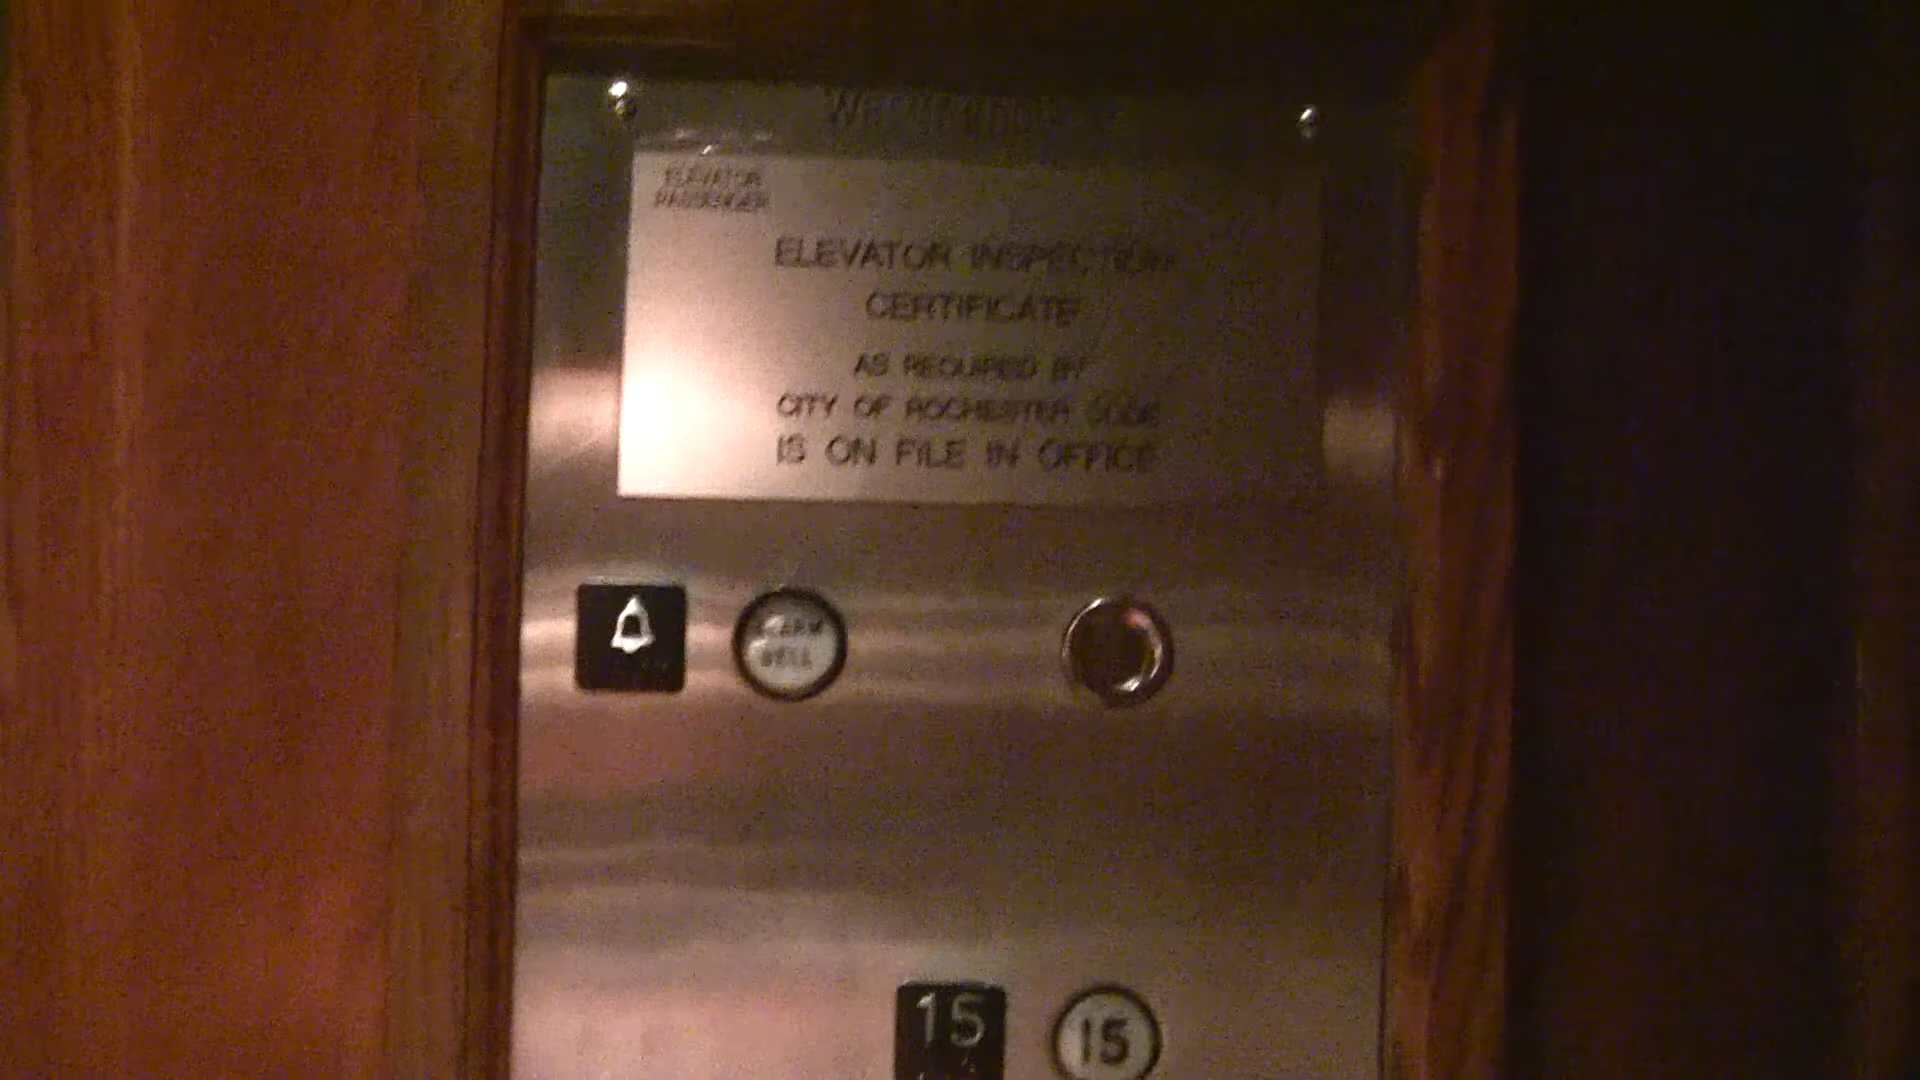 ELEVATOR
PASSENGER
ELEVATOR INSPECTION
CERTIFICATE
AS REQUIRED BY
CITY OF ROCHESTER CODE
IS ON FILE IN OFFICE
ALARM
BELL
15
15